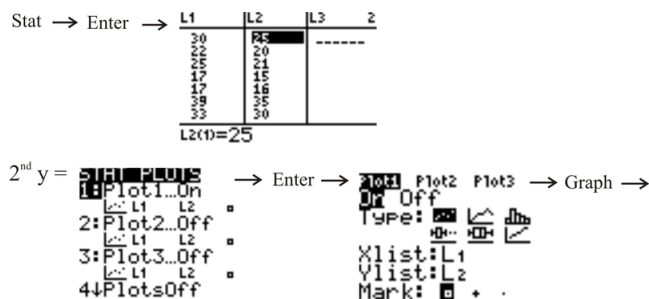 Stat → Enter →
L1 L2 L3 2
30 25 ------
22 20
25 21
17 15
17 16
39 35
33 30
L2(1)=25
2nd y =
STAT PLOTS
1:Plot1...On
L1 L2
2:Plot2...Off
L1 L2
3:Plot3...Off
L1 L2
4↓PlotsOff
→ Enter →
Plot1 Plot2 Plot3
On Off
Type:
Xlist:L1
Ylist:L2
Mark: + ·
→ Graph →